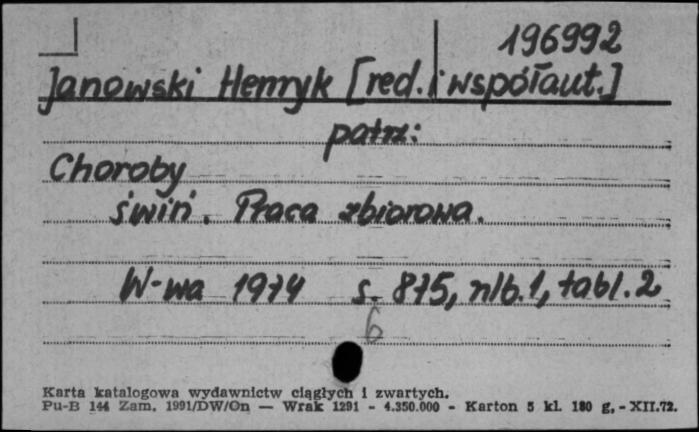 196992
Janowski Henryk [red. i współaut.]
patrz:
Choroby
świń. Praca zbiorowa.
W-wa 1974 s. 875, nlb. 1, tabl. 2
6
Karta katalogowa wydawnictw ciągłych i zwartych.
Pu-B 144 Zam. 1991/DW/On — Wrak 1291 - 4.350.000 - Karton 5 kl. 180 g, - XII.72.